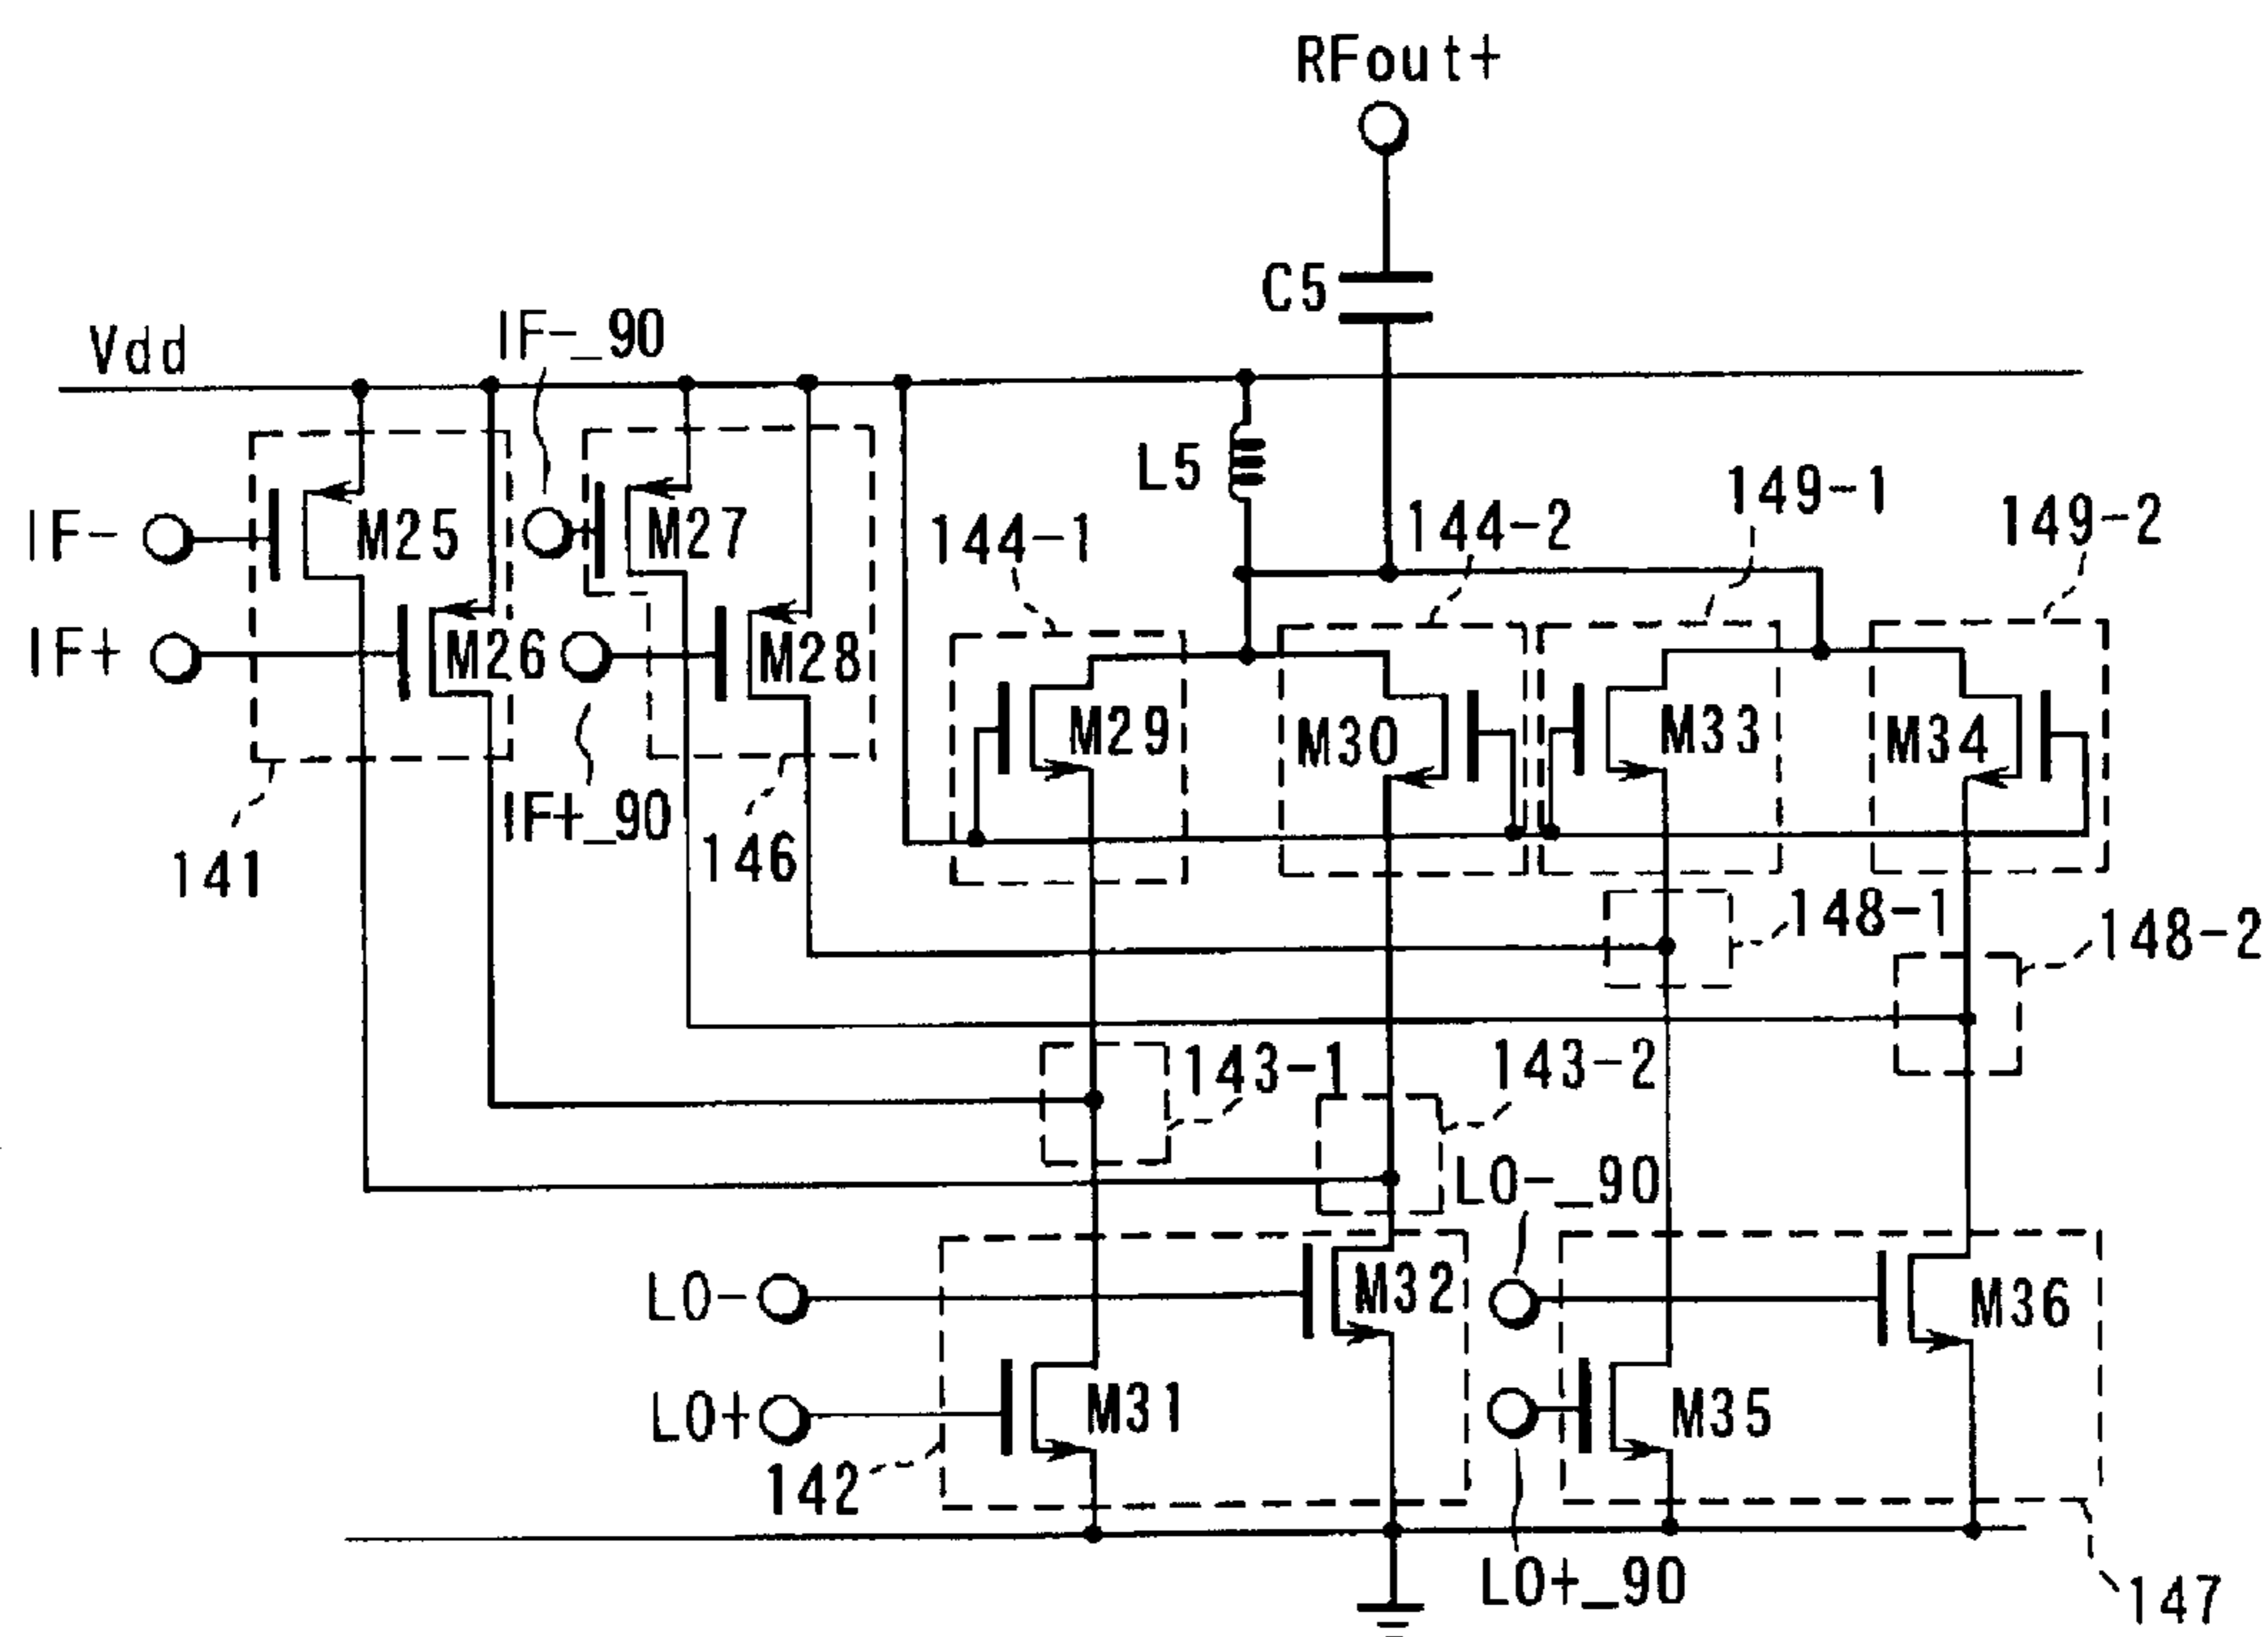 RFout+
C5
Vdd
IF-_90
L5
144-1
144-2
149-1
149-2
IF-
M25
M27
IF+
M26
M28
M29
M30
M33
M34
IF+_90
141
146
148-1
148-2
143-1
143-2
LO-_90
LO-
M32
M36
LO+
M31
M35
142
LO+_90
147